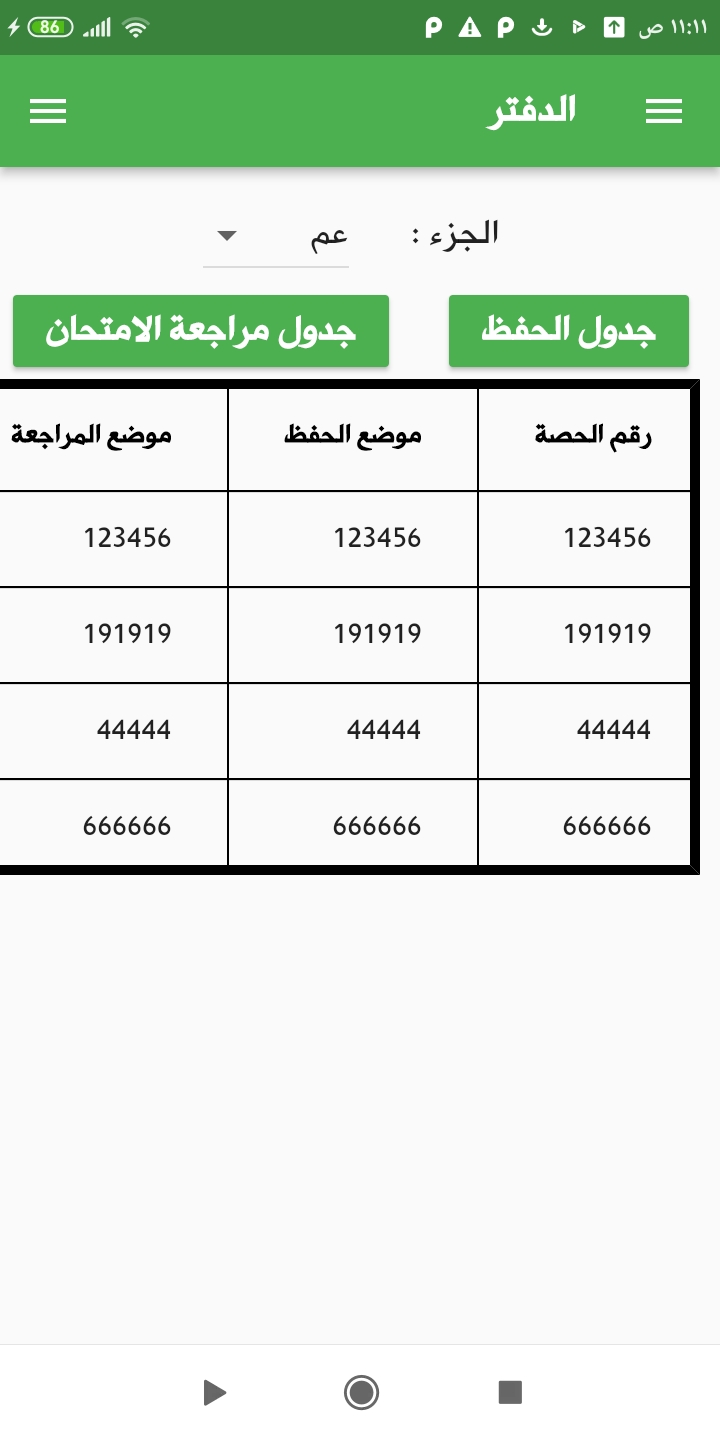 ١١:١١ ص
86
الدفتر
الجزء : عم
جدول الحفظ
جدول مراجعة الامتحان
رقم الحصة موضع الحفظ موضع المراجعة
123456 123456 123456
191919 191919 191919
44444 44444 44444
666666 666666 666666